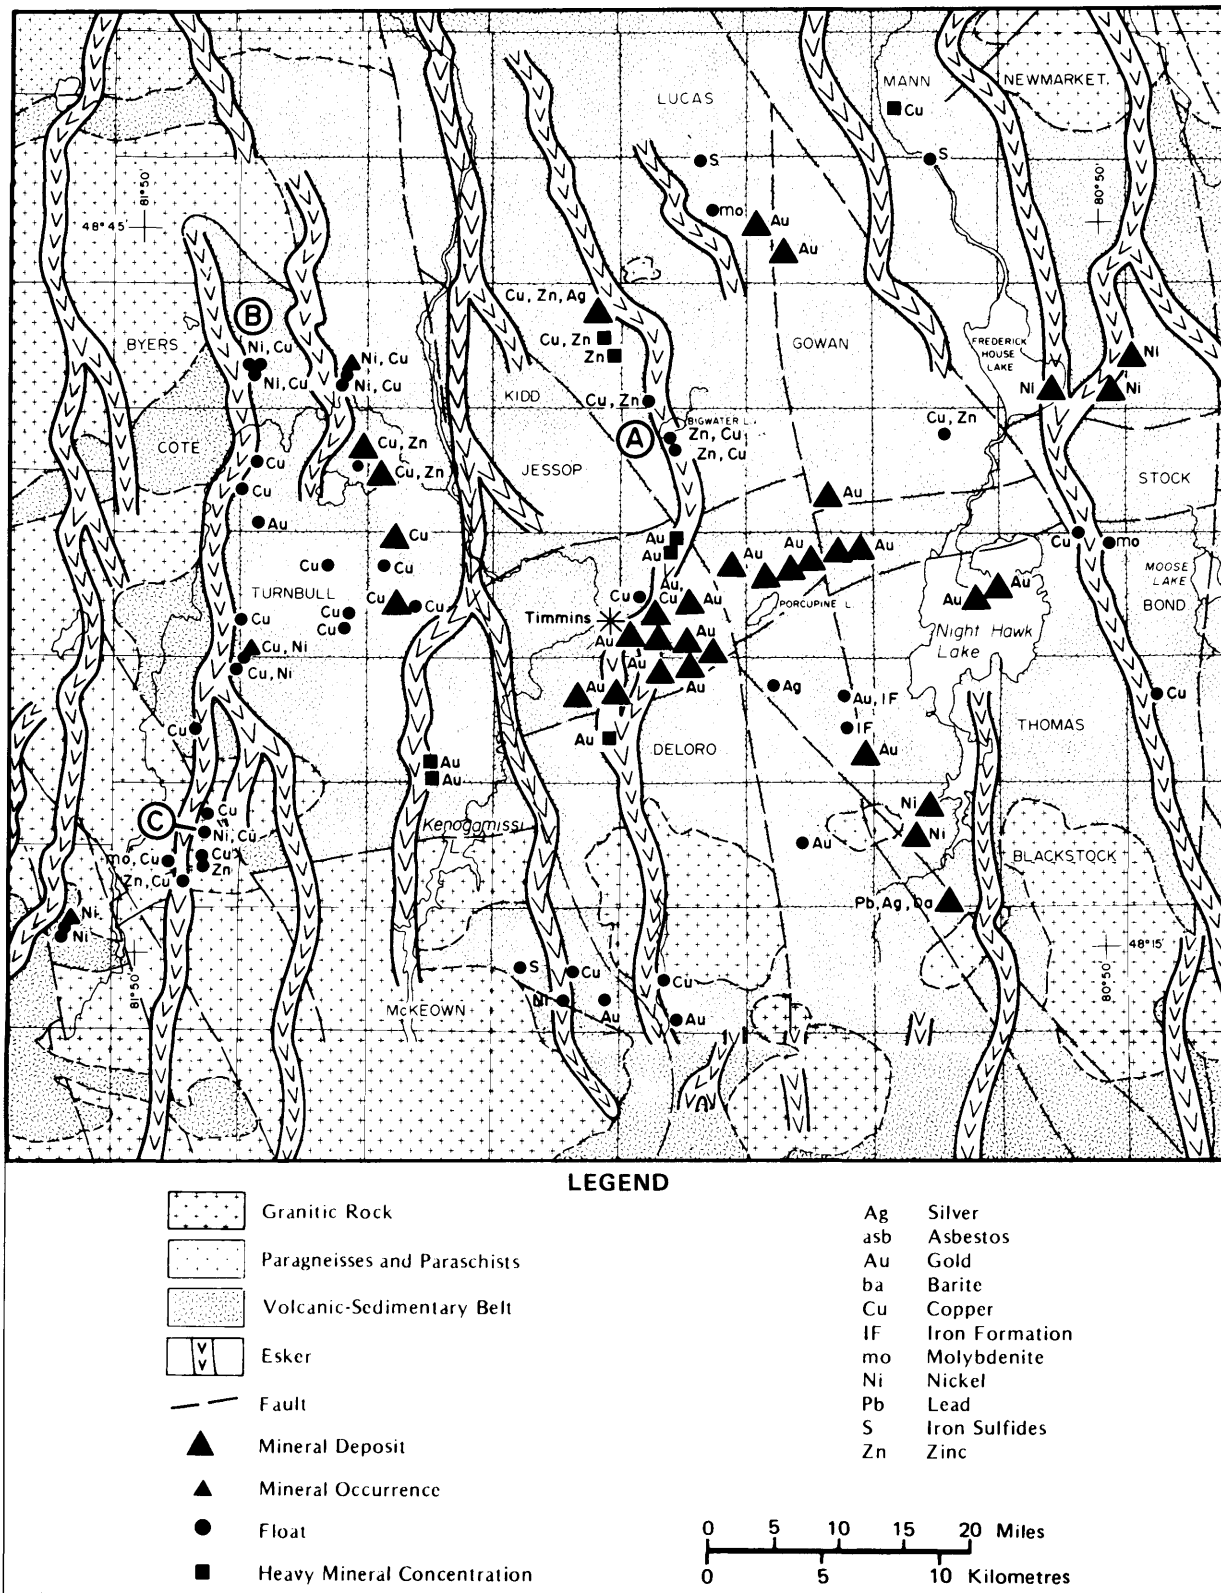 LUCAS
MANN
NEWMARKET.
Cu
S
S
81°50'
80°50'
mo
48°45'
Au
Au
Cu, Zn, Ag
B
BYERS
Ni, Cu
Ni, Cu
Ni, Cu
Ni, Cu
Cu, Zn
Zn
GOWAN
FREDERICK
HOUSE
LAKE
Ni
Ni
Ni
KIDD
Cu, Zn
Cu, Zn
COTE
A
BIGWATER L.
Zn, Cu
Zn, Cu
Cu, Zn
Cu, Zn
JESSOP
STOCK
Cu
Cu
Au
Au
Cu
Au
Au
Au
Au
Cu
mo
Cu
Cu
MOOSE
LAKE
BOND
TURNBULL
Cu
Cu
Cu
Cu
Cu
Cu
Au,
Cu
Au
PORCUPINE L.
Au
Au
Timmins
Au
Au
Night Hawk
Lake
Cu, Ni
Cu, Ni
Au
Au
Au
Ag
Au, IF
Cu
Cu
IF
THOMAS
Au
DELORO
Au
Au
Au
Ni
Ni
C
Cu
Ni, Cu
Kenogamissi
L.
Au
mo, Cu
Cu
Zn
Zn, Cu
BLACKSTOCK
Pb, Ag, ba
Ni
Ni
48°15'
81°50'
80°50'
S
Cu
Cu
Ni
Au
Au
McKEOWN
LEGEND
Granitic Rock
Paragneisses and Paraschists
Volcanic-Sedimentary Belt
Esker
Fault
Mineral Deposit
Mineral Occurrence
Float
Heavy Mineral Concentration
Ag Silver
asb Asbestos
Au Gold
ba Barite
Cu Copper
IF Iron Formation
mo Molybdenite
Ni Nickel
Pb Lead
S Iron Sulfides
Zn Zinc
0 5 10 15 20 Miles
0 5 10 Kilometres